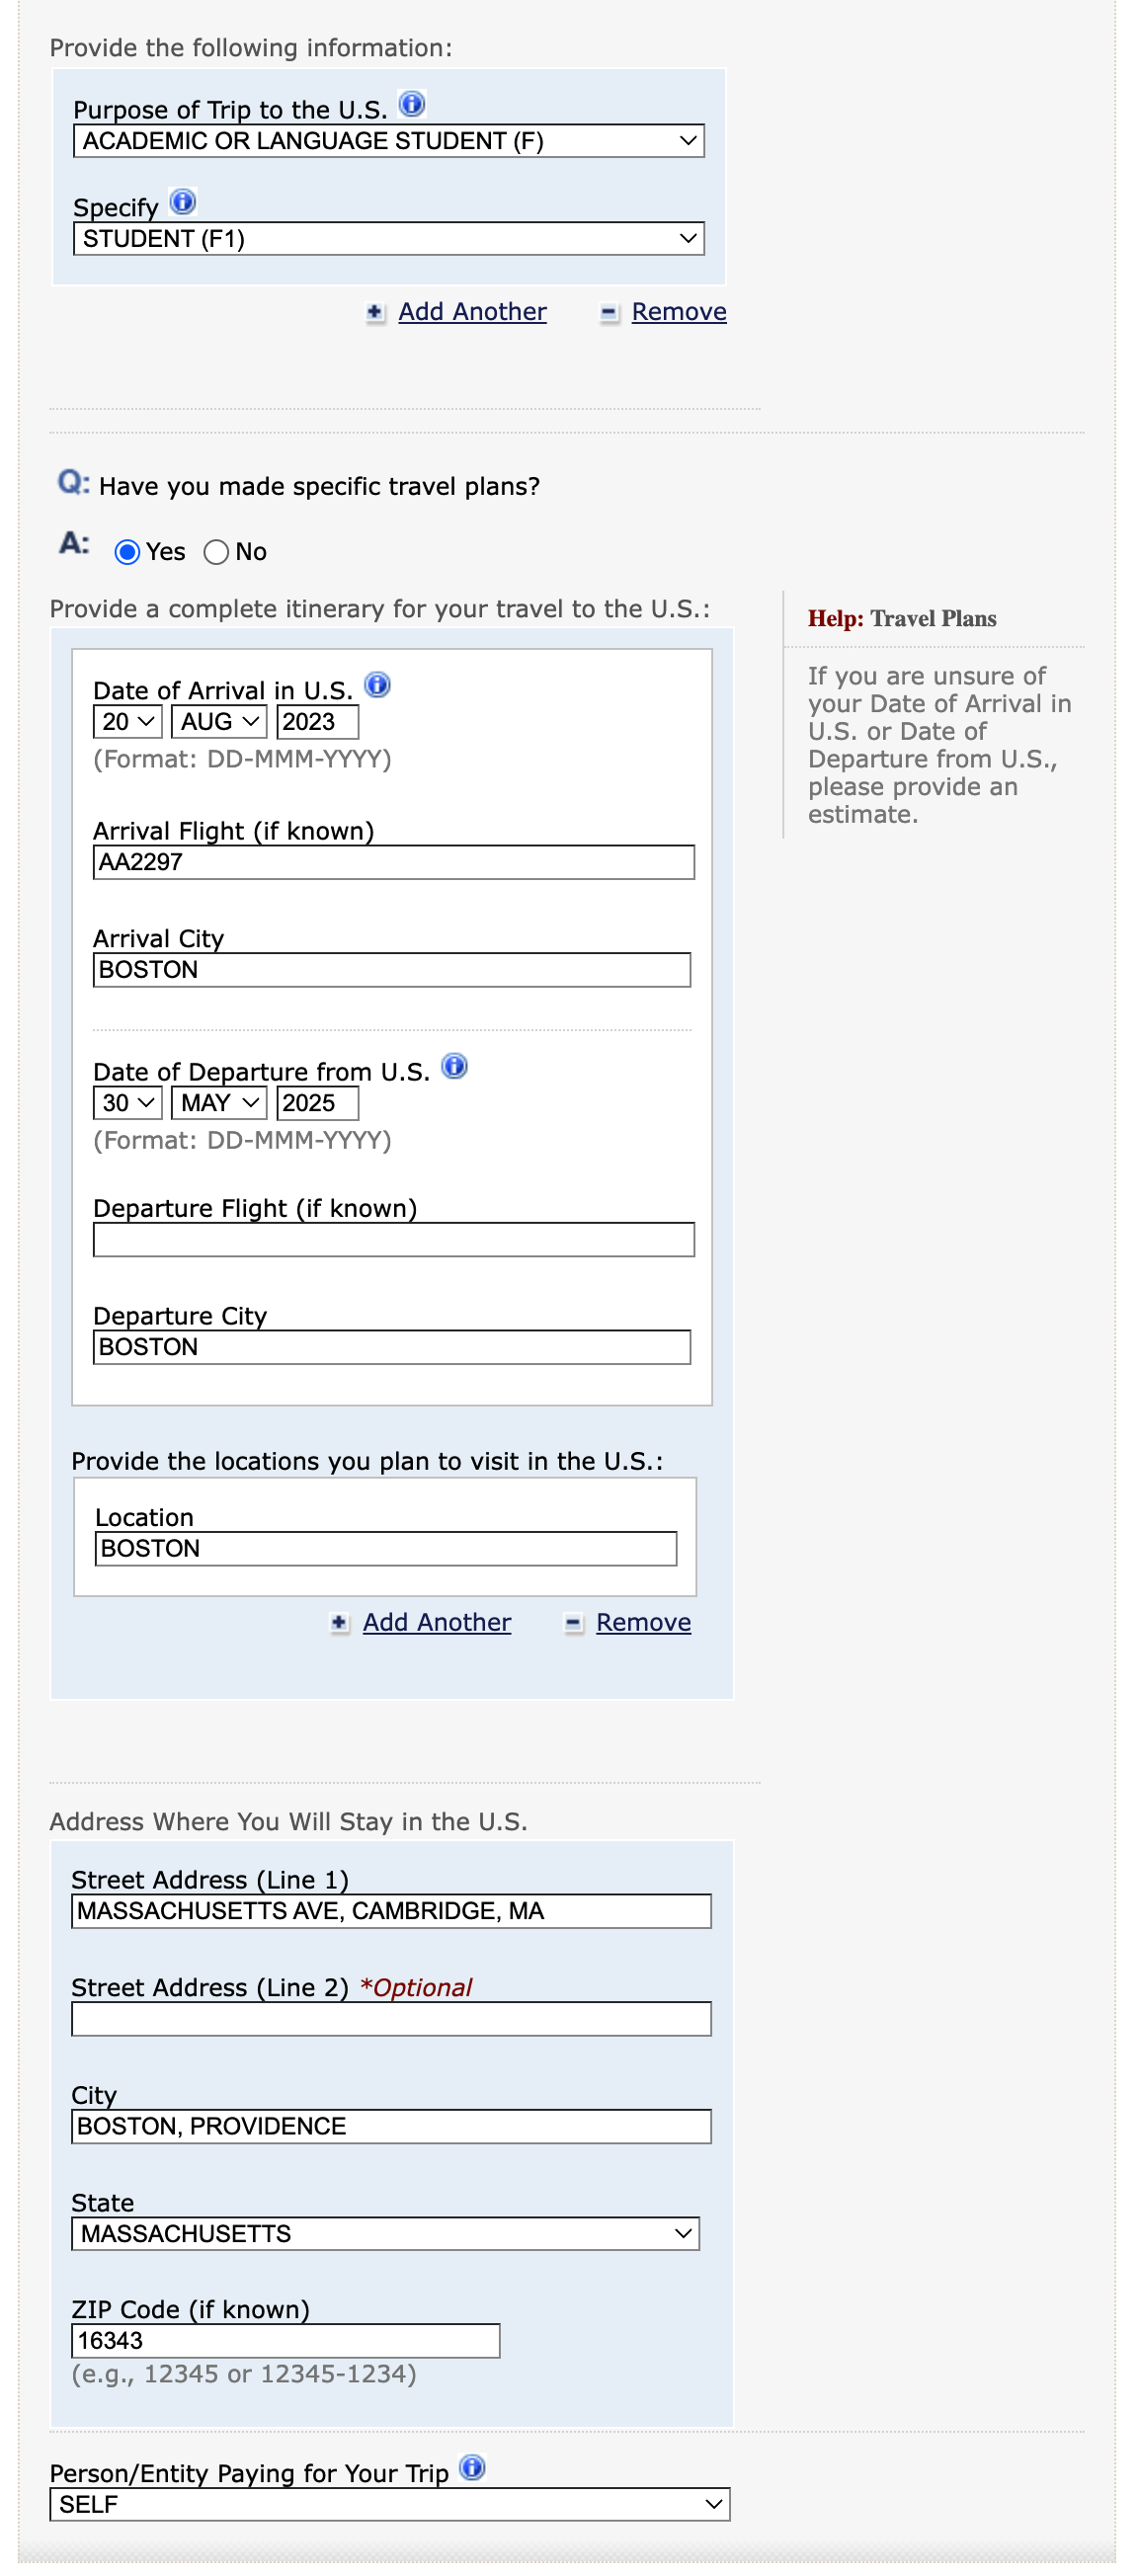 Provide the following information:
Purpose of Trip to the U.S.
ACADEMIC OR LANGUAGE STUDENT (F)
Specify
STUDENT (F1)
Add Another Remove
Q: Have you made specific travel plans?
A: Yes No
Provide a complete itinerary for your travel to the U.S.:
Help: Travel Plans
If you are unsure of
your Date of Arrival in
U.S. or Date of
Departure from U.S.,
please provide an
estimate.
Date of Arrival in U.S.
20 AUG 2023
(Format: DD-MMM-YYYY)
Arrival Flight (if known)
AA2297
Arrival City
BOSTON
Date of Departure from U.S.
30 MAY 2025
(Format: DD-MMM-YYYY)
Departure Flight (if known)
Departure City
BOSTON
Provide the locations you plan to visit in the U.S.:
Location
BOSTON
Add Another Remove
Address Where You Will Stay in the U.S.
Street Address (Line 1)
MASSACHUSETTS AVE, CAMBRIDGE, MA
Street Address (Line 2) *Optional
City
BOSTON, PROVIDENCE
State
MASSACHUSETTS
ZIP Code (if known)
16343
(e.g., 12345 or 12345-1234)
Person/Entity Paying for Your Trip
SELF